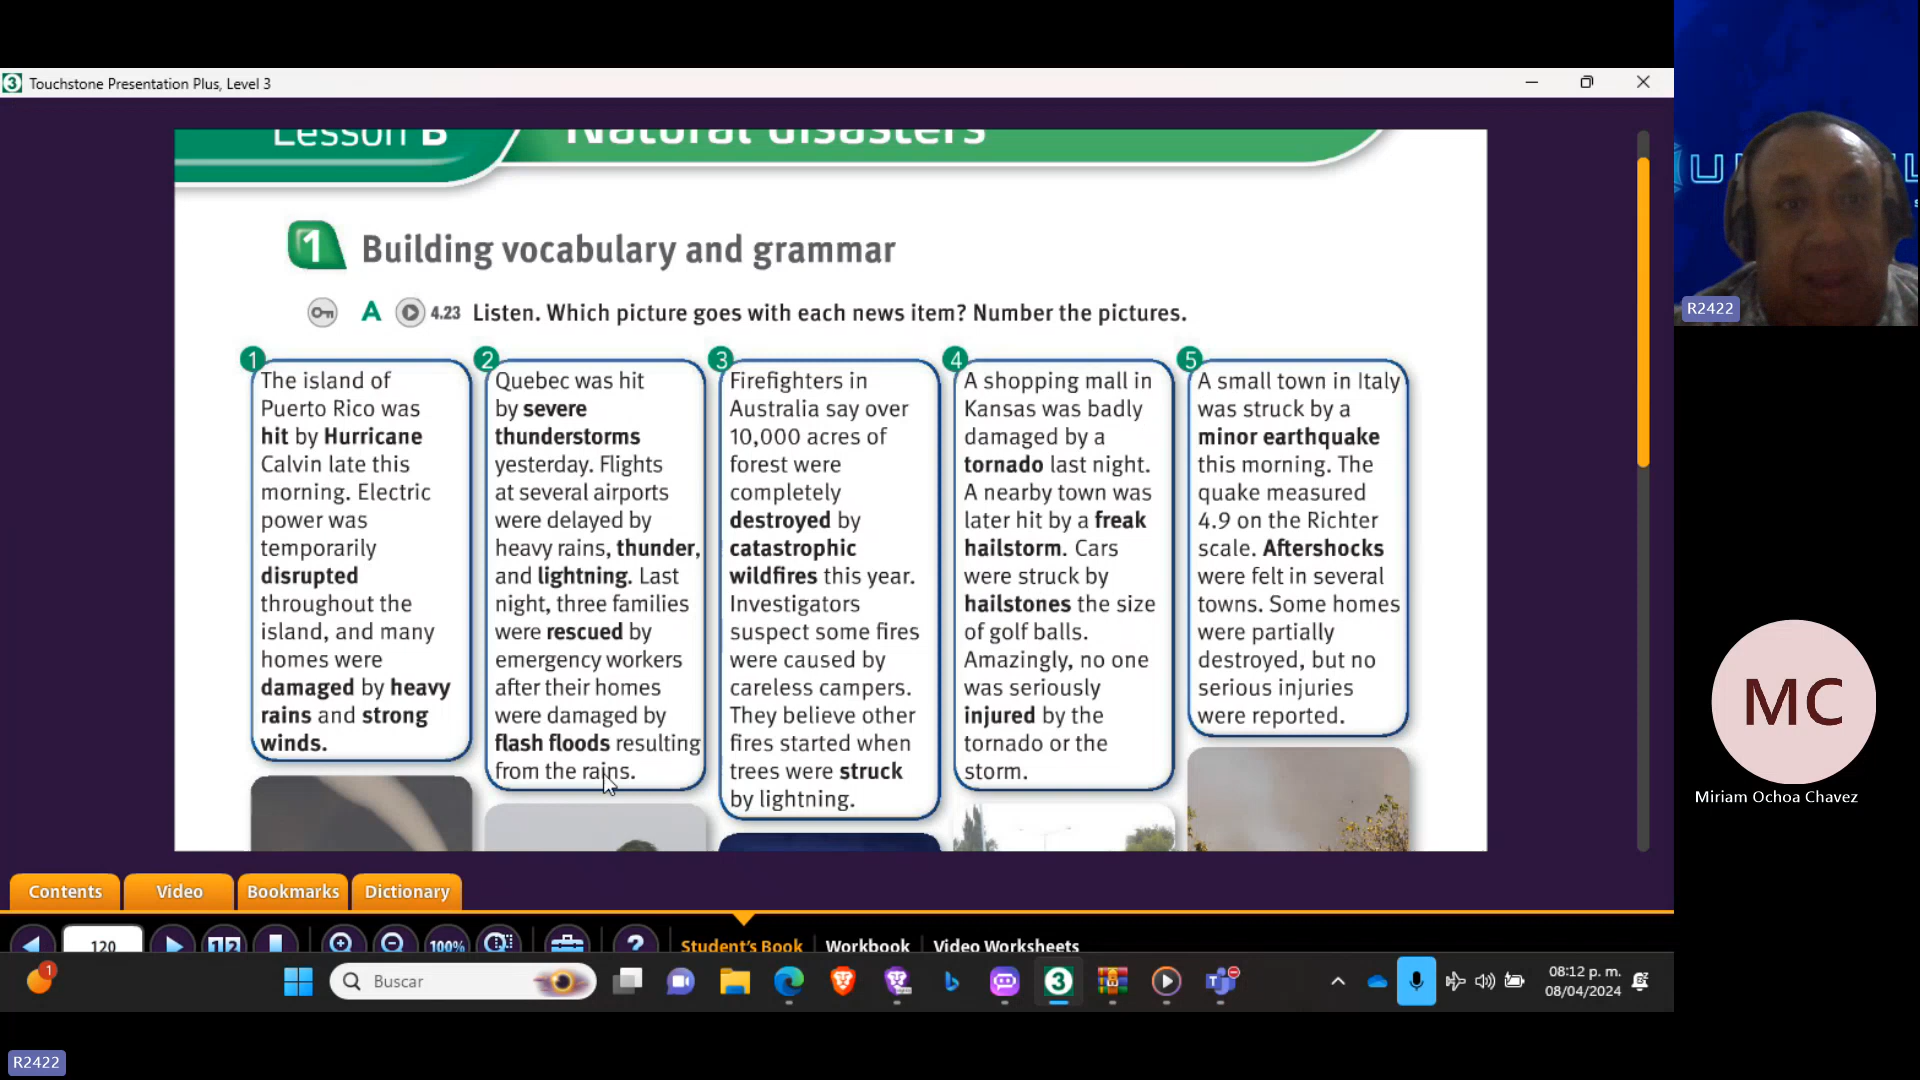 Touchstone Presentation Plus, Level 3
Lesson B
Natural disasters
1 Building vocabulary and grammar
A 4.23 Listen. Which picture goes with each news item? Number the pictures.
1
The island of
Puerto Rico was
hit by Hurricane
Calvin late this
morning. Electric
power was
temporarily
disrupted
throughout the
island, and many
homes were
damaged by heavy
rains and strong
winds.
2
Quebec was hit
by severe
thunderstorms
yesterday. Flights
at several airports
were delayed by
heavy rains, thunder,
and lightning. Last
night, three families
were rescued by
emergency workers
after their homes
were damaged by
flash floods resulting
from the rains.
3
Firefighters in
Australia say over
10,000 acres of
forest were
completely
destroyed by
catastrophic
wildfires this year.
Investigators
suspect some fires
were caused by
careless campers.
They believe other
fires started when
trees were struck
by lightning.
4
A shopping mall in
Kansas was badly
damaged by a
tornado last night.
A nearby town was
later hit by a freak
hailstorm. Cars
were struck by
hailstones the size
of golf balls.
Amazingly, no one
was seriously
injured by the
tornado or the
storm.
5
A small town in Italy
was struck by a
minor earthquake
this morning. The
quake measured
4.9 on the Richter
scale. Aftershocks
were felt in several
towns. Some homes
were partially
destroyed, but no
serious injuries
were reported.
Contents Video Bookmarks Dictionary
120 12 100% ? Student's Book Workbook Video Worksheets
1 Buscar 3 08:12 p. m.
08/04/2024
R2422
R2422
MC
Miriam Ochoa Chavez